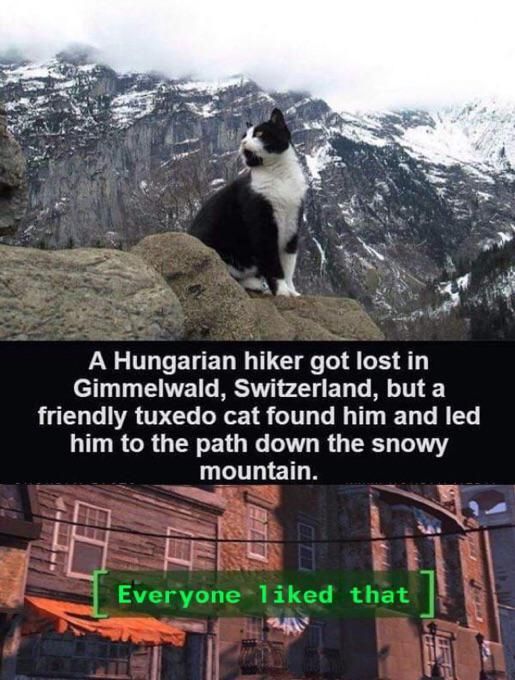 A Hungarian hiker got lost in
Gimmelwald, Switzerland, but a
friendly tuxedo cat found him and led
him to the path down the snowy
mountain.
[ Everyone liked that ]